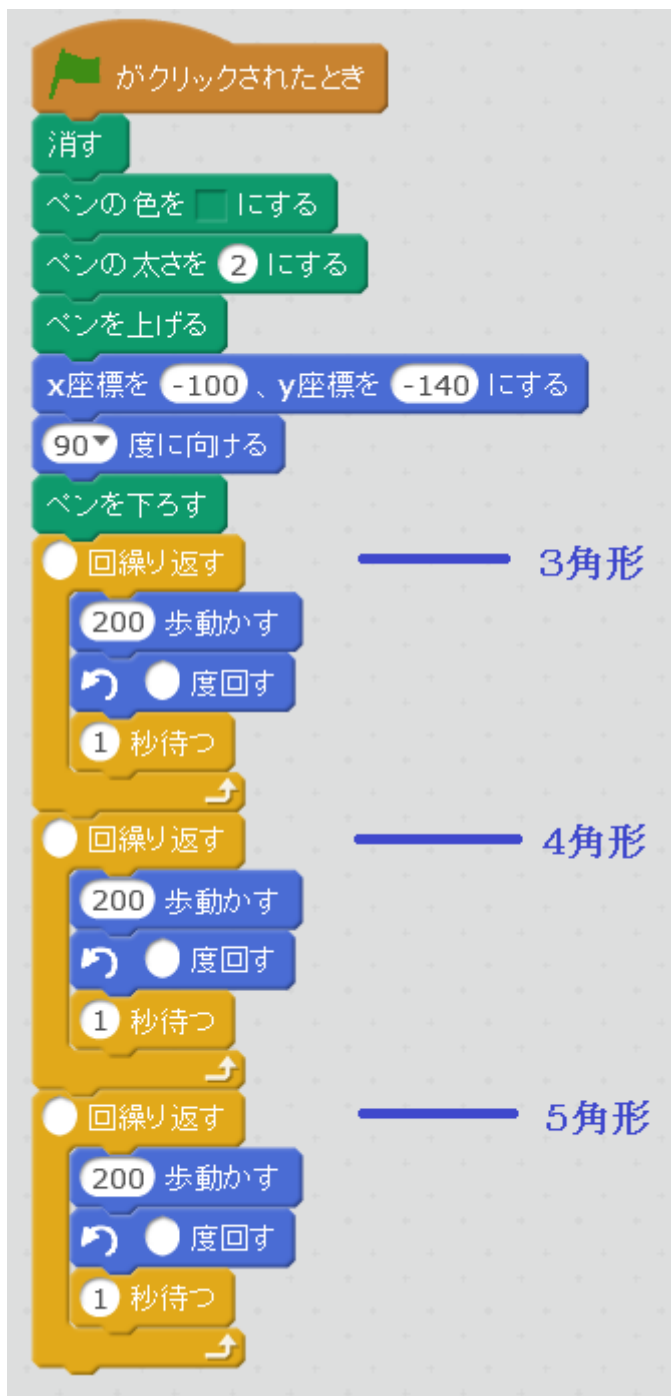 がクリックされたとき
消す
ペンの色を にする
ペンの太さを 2 にする
ペンを上げる
x座標を -100 、y座標を -140 にする
90 度に向ける
ペンを下ろす
回繰り返す 3角形
200 歩動かす
度回す
1 秒待つ
回繰り返す 4角形
200 歩動かす
度回す
1 秒待つ
回繰り返す 5角形
200 歩動かす
度回す
1 秒待つ